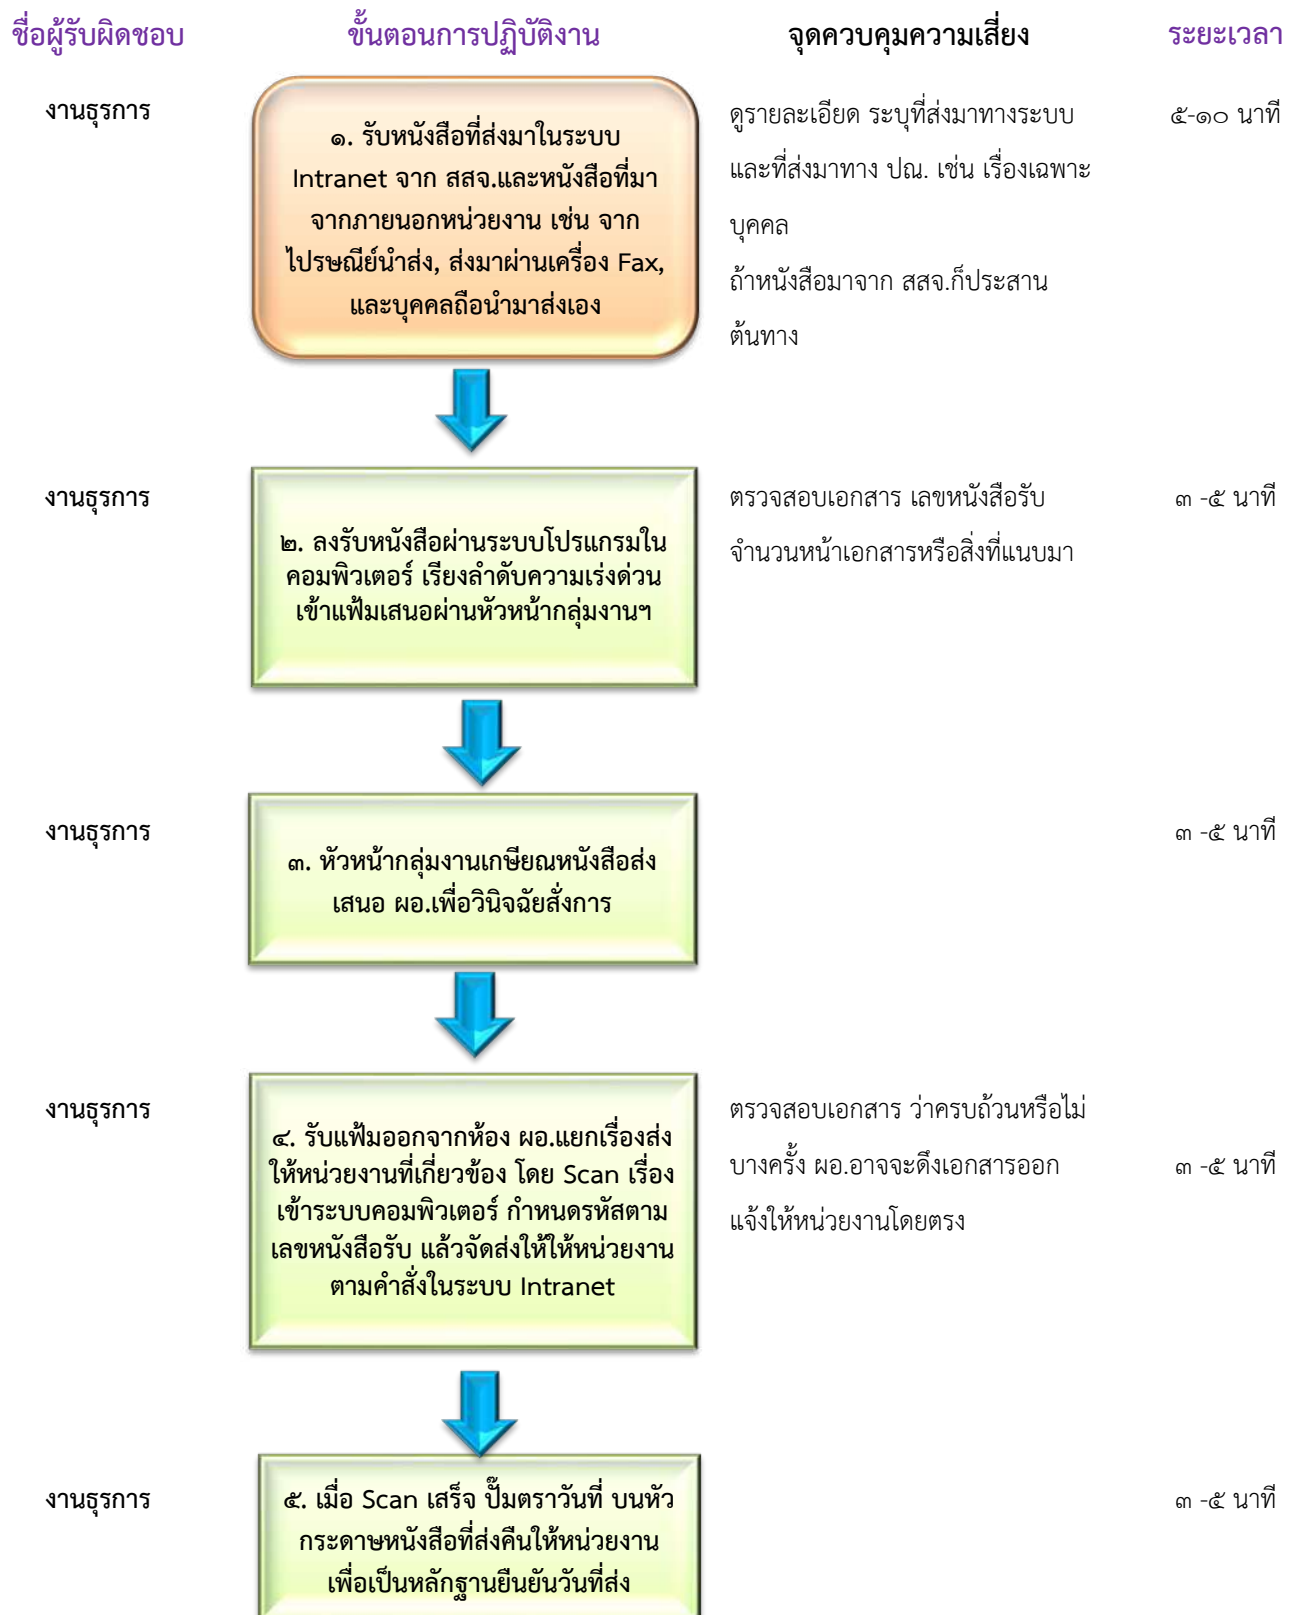 ชื่อผู้รับผิดชอบ ขั้นตอนการปฏิบัติงาน จุดควบคุมความเสี่ยง ระยะเวลา
งานธุรการ
๑. รับหนังสือที่ส่งมาในระบบ
Intranet จาก สสจ.และหนังสือที่มา
จากภายนอกหน่วยงาน เช่น จาก
ไปรษณีย์นำส่ง, ส่งมาผ่านเครื่อง Fax,
และบุคคลถือนำมาส่งเอง
ดูรายละเอียด ระบุที่ส่งมาทางระบบ
และที่ส่งมาทาง ปณ. เช่น เรื่องเฉพาะ
บุคคล
ถ้าหนังสือมาจาก สสจ.ก็ประสาน
ต้นทาง
๕-๑๐ นาที
งานธุรการ
๒. ลงรับหนังสือผ่านระบบโปรแกรมใน
คอมพิวเตอร์ เรียงลำดับความเร่งด่วน
เข้าแฟ้มเสนอผ่านหัวหน้ากลุ่มงานฯ
ตรวจสอบเอกสาร เลขหนังสือรับ
จำนวนหน้าเอกสารหรือสิ่งที่แนบมา
๓ -๕ นาที
งานธุรการ
๓. หัวหน้ากลุ่มงานเกษียณหนังสือส่ง
เสนอ ผอ.เพื่อวินิจฉัยสั่งการ
๓ -๕ นาที
งานธุรการ
๔. รับแฟ้มออกจากห้อง ผอ.แยกเรื่องส่ง
ให้หน่วยงานที่เกี่ยวข้อง โดย Scan เรื่อง
เข้าระบบคอมพิวเตอร์ กำหนดรหัสตาม
เลขหนังสือรับ แล้วจัดส่งให้ให้หน่วยงาน
ตามคำสั่งในระบบ Intranet
ตรวจสอบเอกสาร ว่าครบถ้วนหรือไม่
บางครั้ง ผอ.อาจจะดึงเอกสารออก
แจ้งให้หน่วยงานโดยตรง
๓ -๕ นาที
งานธุรการ
๕. เมื่อ Scan เสร็จ ปั๊มตราวันที่ บนหัว
กระดาษหนังสือที่ส่งคืนให้หน่วยงาน
เพื่อเป็นหลักฐานยืนยันวันที่ส่ง
๓ -๕ นาที